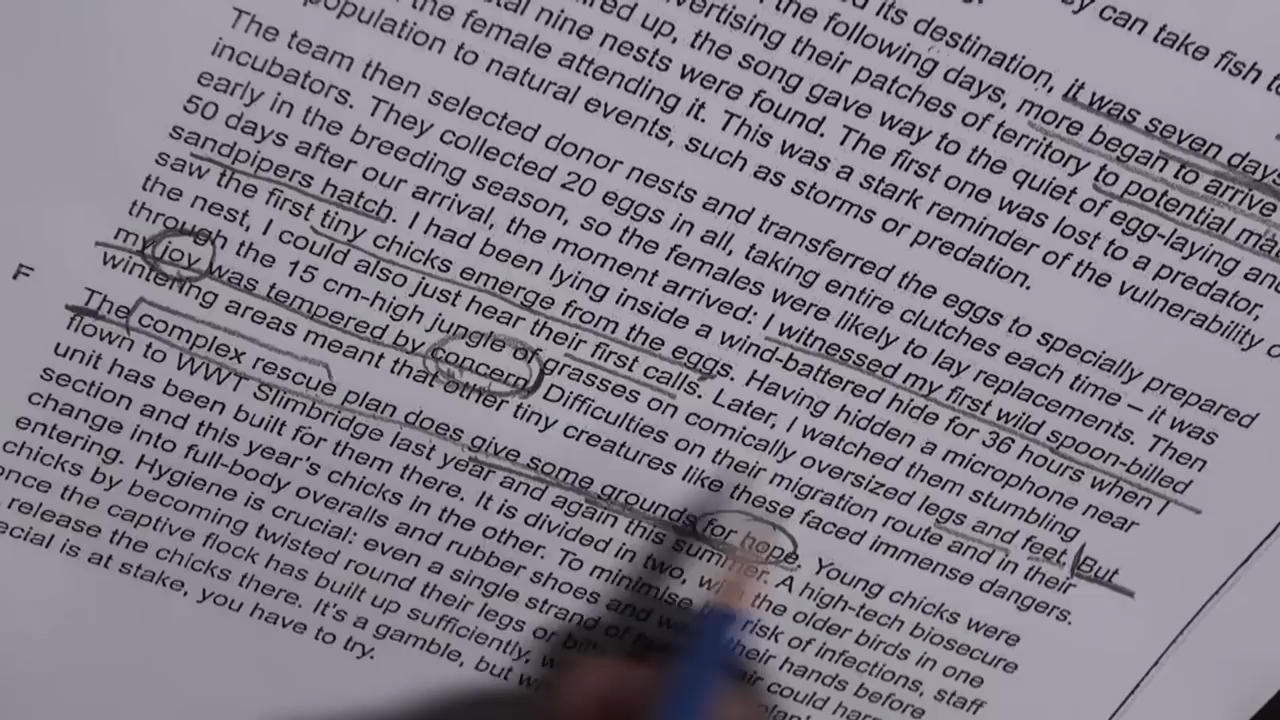 can take fish
its destination, it was seven days
the following days, more began to arrive
their patches of territory to potential
up, the song gave way to the quiet of egg-laying and
nine nests were found. The first one was lost to a predator,
the female attending it. This was a stark reminder of the vulnerability
population to natural events, such as storms or predation.
The team then selected donor nests and transferred the eggs to specially prepared
incubators. They collected 20 eggs in all, taking entire clutches each time – it was
early in the breeding season, so the females were likely to lay replacements. Then
50 days after our arrival, the moment arrived: I witnessed my first wild spoon-billed
sandpipers hatch. I had been lying inside a wind-battered hide for 36 hours when I
saw the first tiny chicks emerge from the eggs. Having hidden a microphone near
the nest, I could also just hear their first calls. Later, I watched them stumbling
through the 15 cm-high jungle of grasses on comically oversized legs and feet. But
my joy was tempered by concern. Difficulties on their migration route and in their
wintering areas meant that other tiny creatures like these faced immense dangers.
F The complex rescue plan does give some grounds for hope. Young chicks were
flown to WWT Slimbridge last year and again this summer. A high-tech biosecure
unit has been built for them there. It is divided in two, the older birds in one
section and this year's chicks in the other. To minimise risk of infections, staff
change into full-body overalls and rubber shoes and their hands before
entering. Hygiene is crucial: even a single strand of could
chicks by becoming twisted round their legs or
once the captive flock has built up sufficiently,
release the chicks there. It's a gamble, but
is at stake, you have to try.